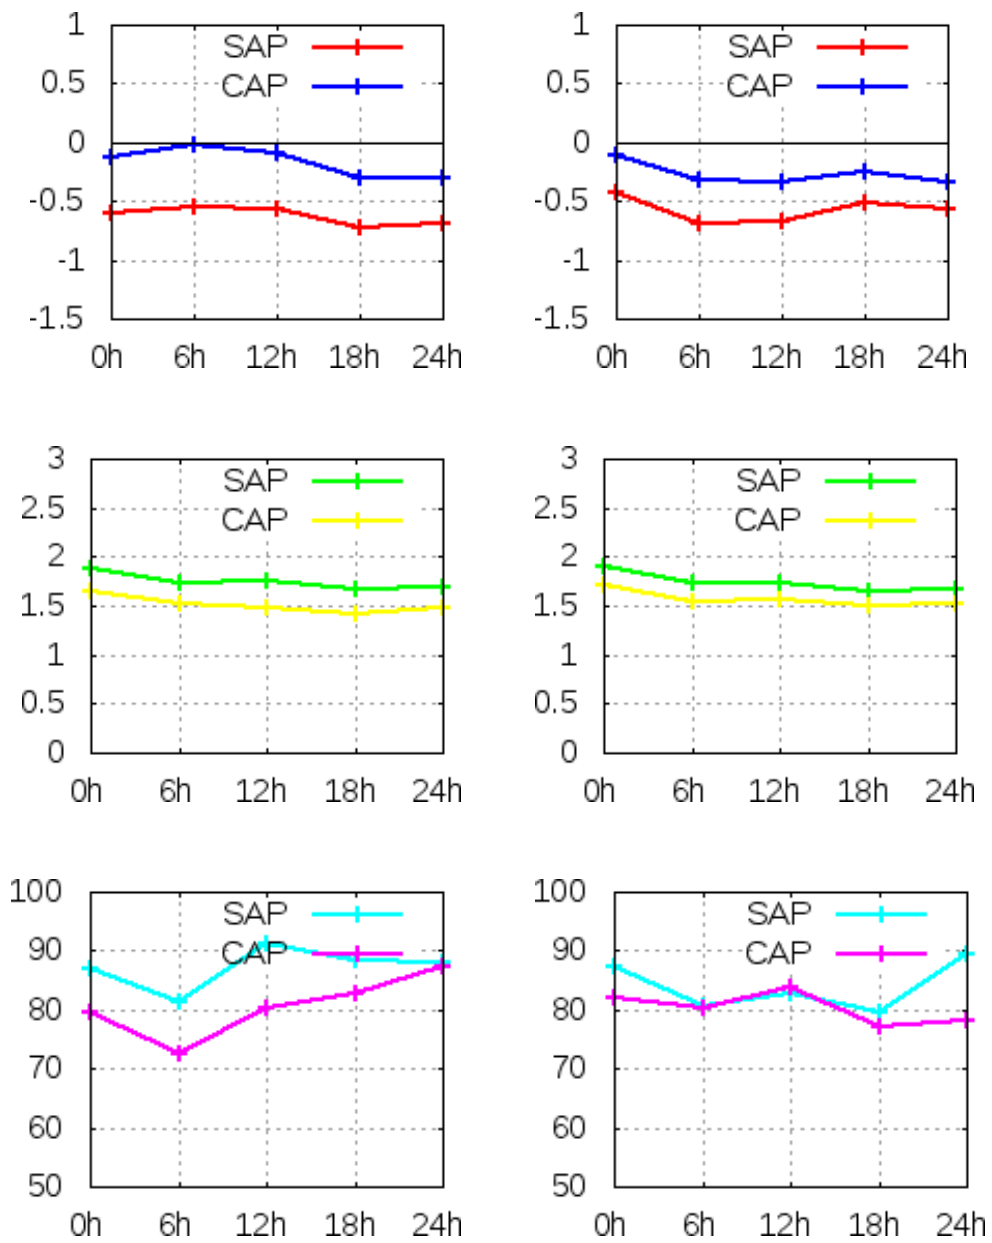 1 1
SAP SAP
0.5 0.5
CAP CAP
0 0
-0.5 -0.5
-1 -1
-1.5 -1.5
0h 6h 12h 18h 24h 0h 6h 12h 18h 24h
3 3
SAP SAP
2.5 2.5
CAP CAP
2 2
1.5 1.5
1 1
0.5 0.5
0 0
0h 6h 12h 18h 24h 0h 6h 12h 18h 24h
100 100
SAP SAP
90 CAP 90 CAP
80 80
70 70
60 60
50 50
0h 6h 12h 18h 24h 0h 6h 12h 18h 24h